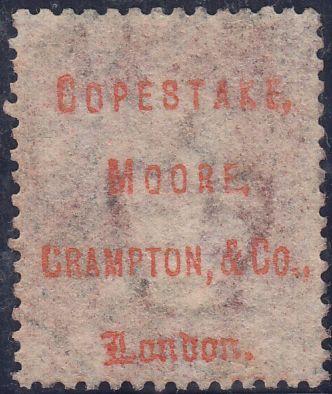 COPESTAKE,
MOORE,
CRAMPTON, & CO.,
London.